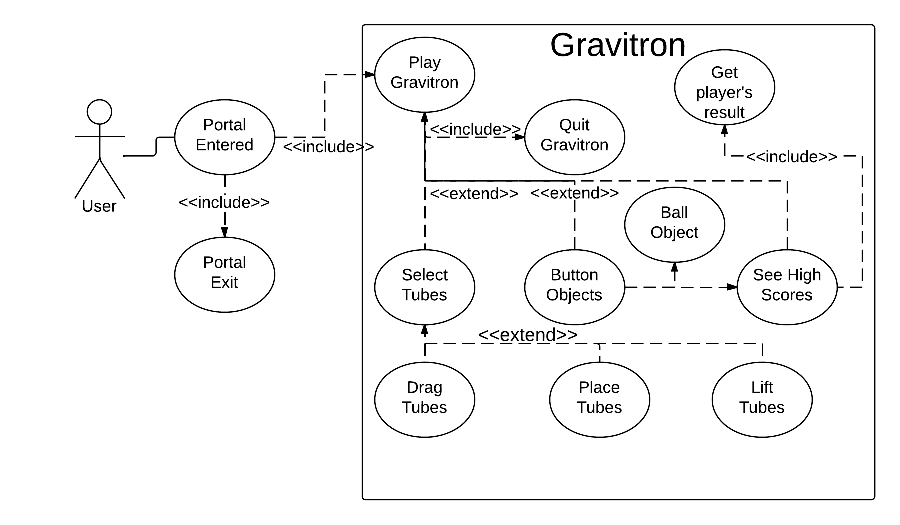 Gravitron
Play
Gravitron
Get
player's
result
Portal
Entered
<<include>>
<<include>>
Quit
Gravitron
<<include>>
User
<<include>>
<<extend>>
<<extend>>
Ball
Object
Portal
Exit
Select
Tubes
Button
Objects
See High
Scores
<<extend>>
Drag
Tubes
Place
Tubes
Lift
Tubes